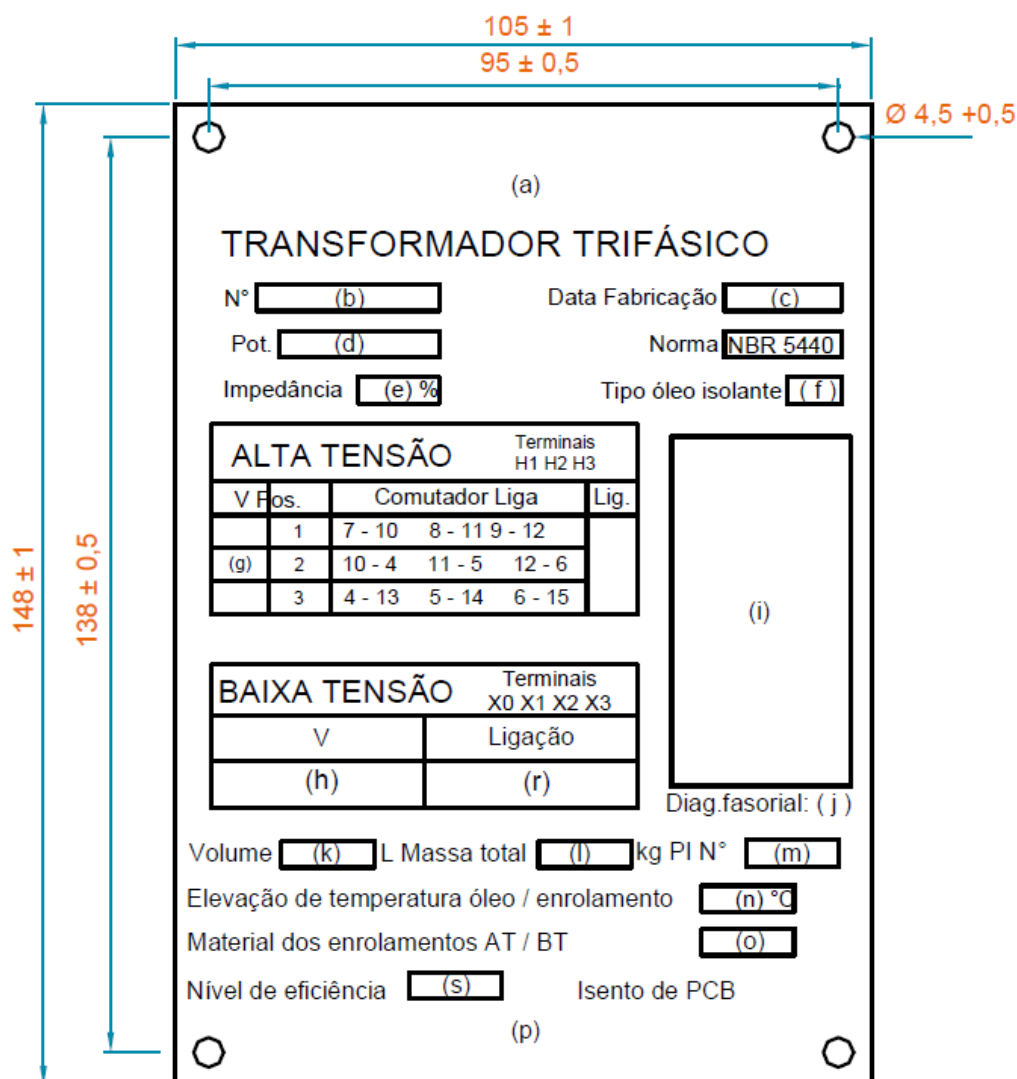 105 ± 1
95 ± 0,5
Ø 4,5 +0,5
(a)
TRANSFORMADOR TRIFÁSICO
N° (b) Data Fabricação (c)
Pot. (d) Norma NBR 5440
Impedância (e) % Tipo óleo isolante ( f )
ALTA TENSÃO Terminais
H1 H2 H3
V Pos. Comutador Liga Lig.
1 7 - 10 8 - 11 9 - 12
(g) 2 10 - 4 11 - 5 12 - 6
3 4 - 13 5 - 14 6 - 15
(i)
148 ± 1
138 ± 0,5
BAIXA TENSÃO Terminais
X0 X1 X2 X3
V Ligação
(h) (r)
Diag.fasorial: ( j )
Volume (k) L Massa total (l) kg PI N° (m)
Elevação de temperatura óleo / enrolamento (n) °C
Material dos enrolamentos AT / BT (o)
Nível de eficiência (s) Isento de PCB
(p)